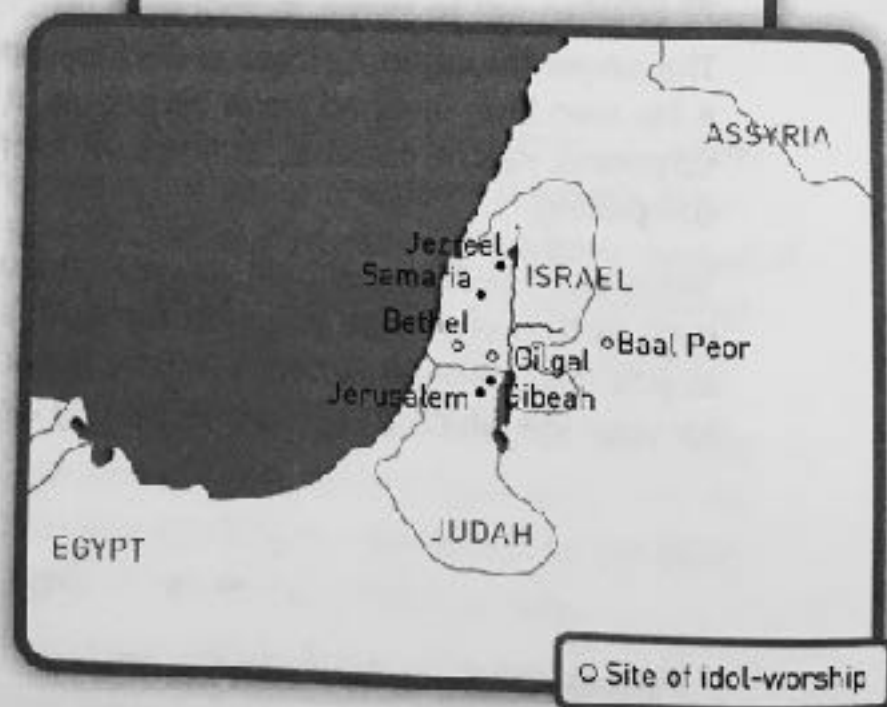 ASSYRIA
Jezreel
Samaria
ISRAEL
Bethel
Baal Peor
Gilgal
Jerusalem
Gibeah
JUDAH
EGYPT
Site of idol-worship